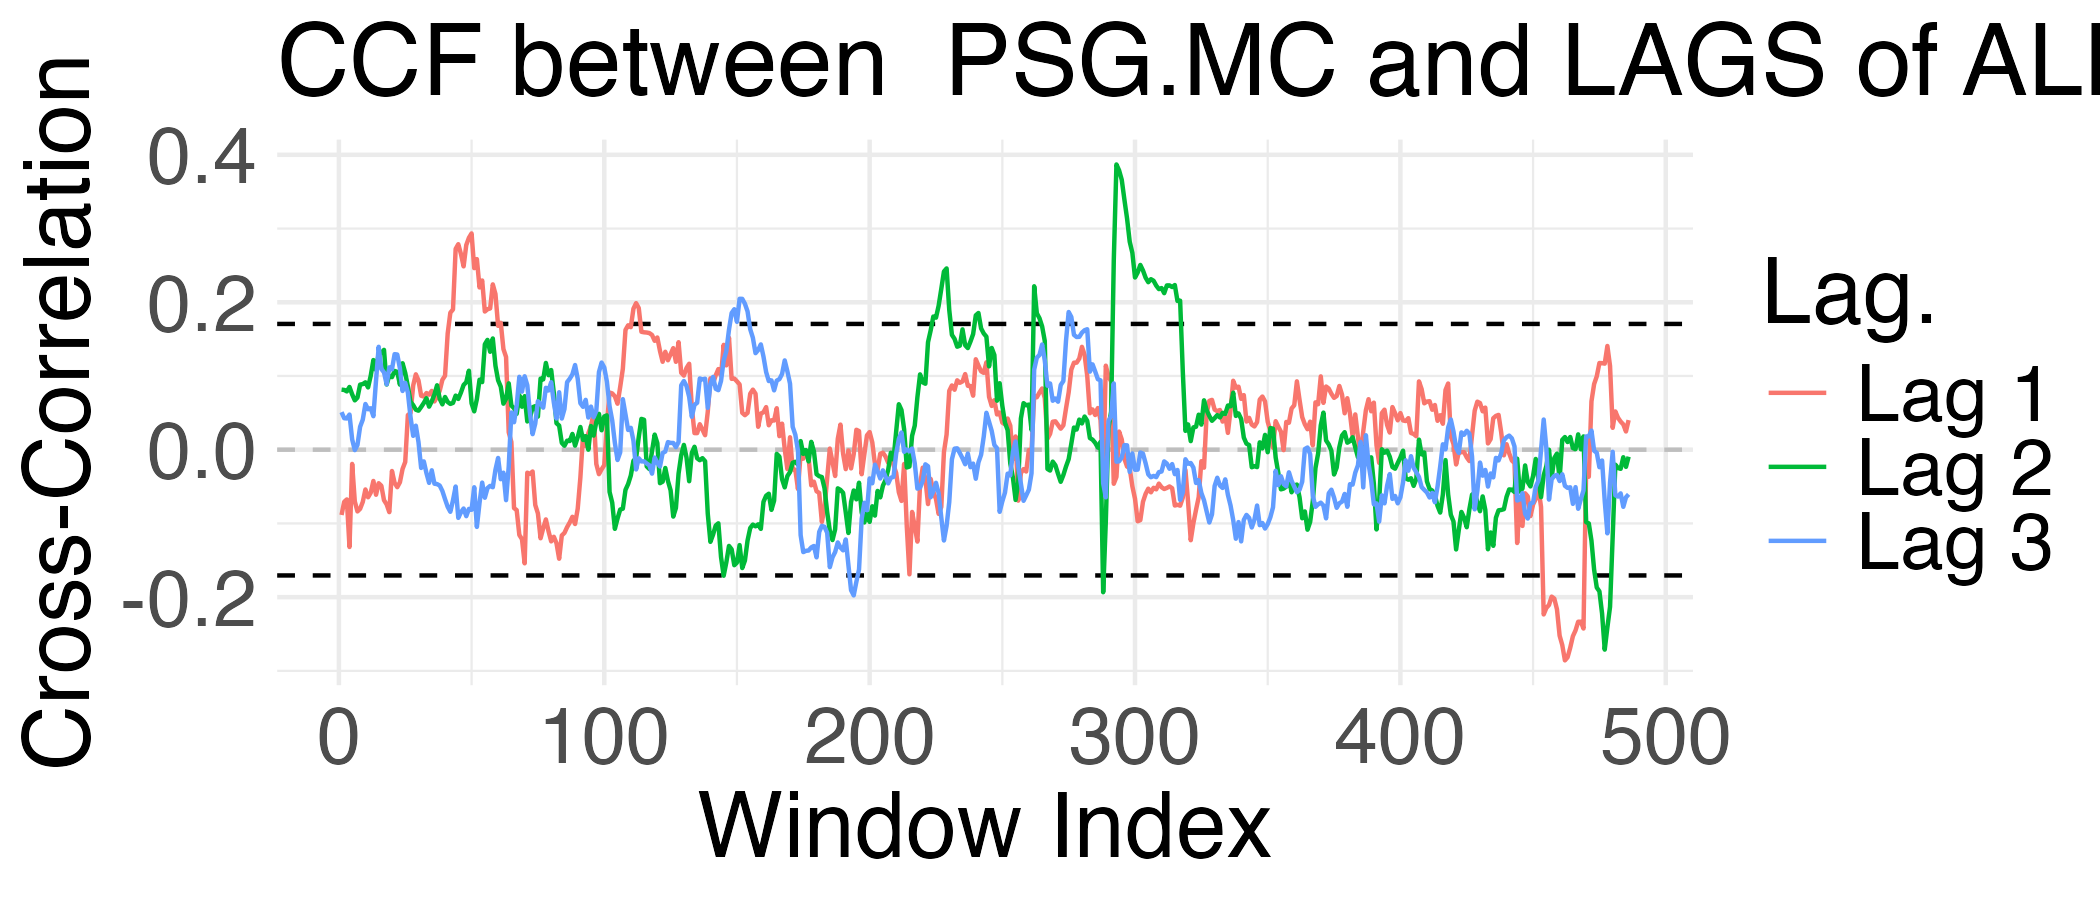 CCF between PSG.MC and LAGS of
Cross-Correlation
0.4
0.2
0.0
-0.2
0
100
200
300
400
500
Window Index
Lag.
Lag 1
Lag 2
Lag 3